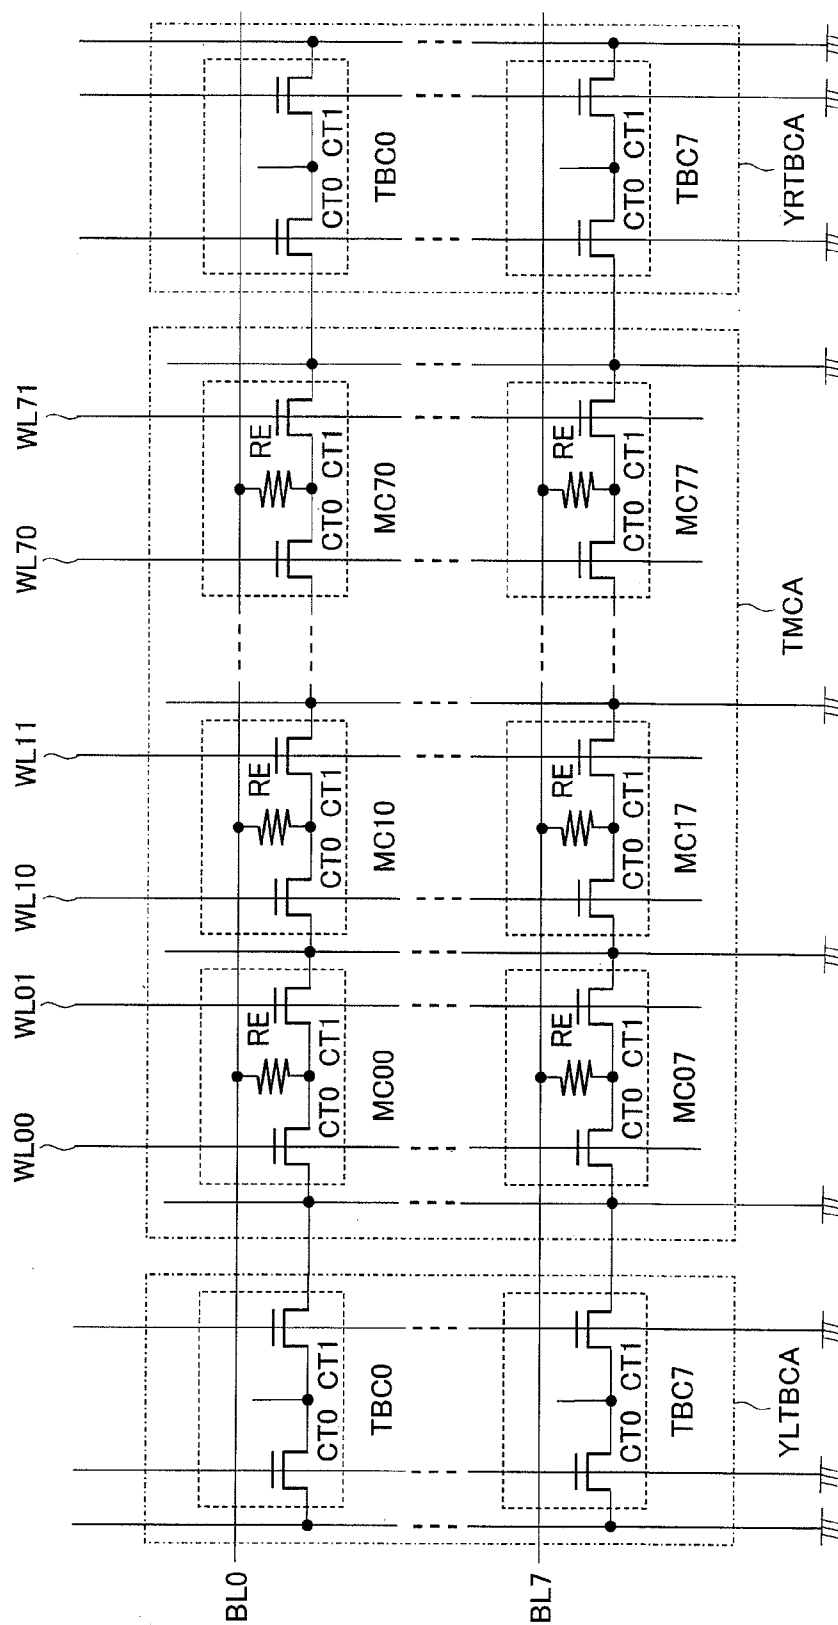 WL00 WL01 WL10 WL11 WL70 WL71
BL0
RE RE RE
CT0 CT1 CT0 CT1 CT0 CT1 CT0 CT1 CT0 CT1
TBC0 MC00 MC10 MC70 TBC0
BL7
RE RE RE
CT0 CT1 CT0 CT1 CT0 CT1 CT0 CT1 CT0 CT1
TBC7 MC07 MC17 MC77 TBC7
YLTBCA TMCA YRTBCA